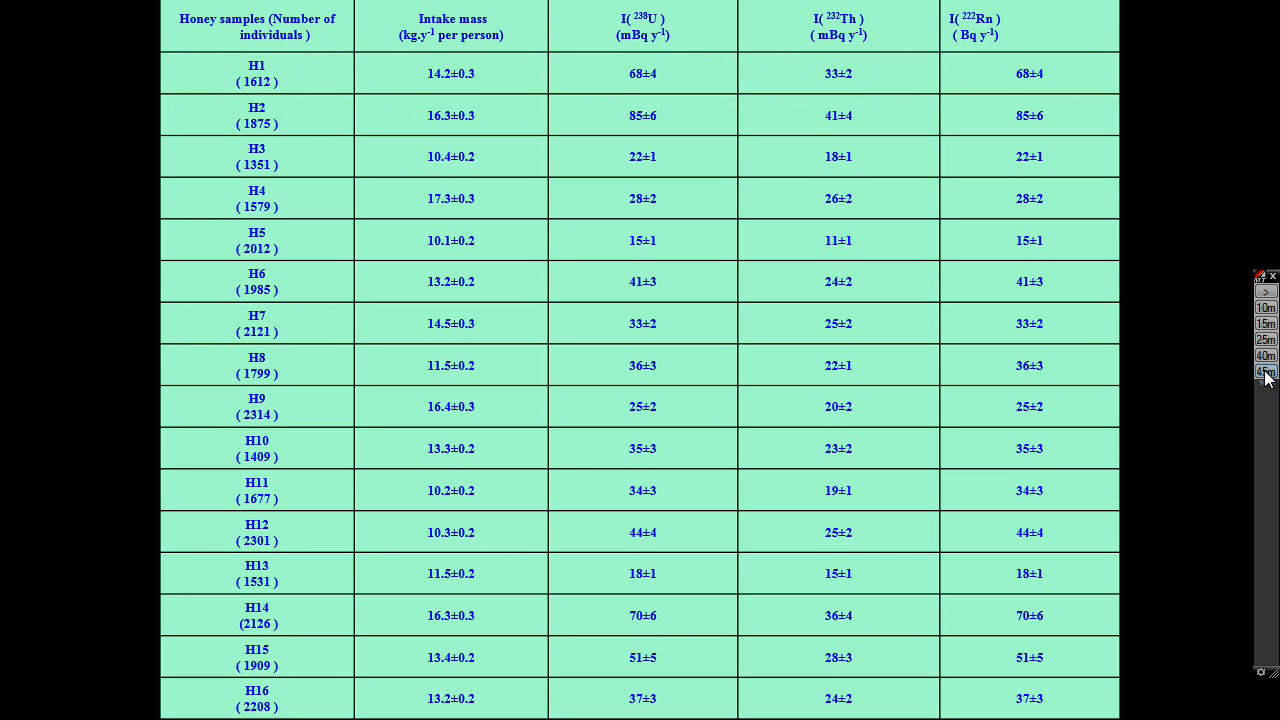 Honey samples (Number of individuals ) Intake mass (kg.y⁻¹ per person) I( ²³⁸U ) (mBq y⁻¹) I( ²³²Th ) ( mBq y⁻¹) I( ²²²Rn ) ( Bq y⁻¹)
H1 ( 1612 ) 14.2±0.3 68±4 33±2 68±4
H2 ( 1875 ) 16.3±0.3 85±6 41±4 85±6
H3 ( 1351 ) 10.4±0.2 22±1 18±1 22±1
H4 ( 1579 ) 17.3±0.3 28±2 26±2 28±2
H5 ( 2012 ) 10.1±0.2 15±1 11±1 15±1
H6 ( 1985 ) 13.2±0.2 41±3 24±2 41±3
H7 ( 2121 ) 14.5±0.3 33±2 25±2 33±2
H8 ( 1799 ) 11.5±0.2 36±3 22±1 36±3
H9 ( 2314 ) 16.4±0.3 25±2 20±2 25±2
H10 ( 1409 ) 13.3±0.2 35±3 23±2 35±3
H11 ( 1677 ) 10.2±0.2 34±3 19±1 34±3
H12 ( 2301 ) 10.3±0.2 44±4 25±2 44±4
H13 ( 1531 ) 11.5±0.2 18±1 15±1 18±1
H14 (2126 ) 16.3±0.3 70±6 36±4 70±6
H15 ( 1909 ) 13.4±0.2 51±5 28±3 51±5
H16 ( 2208 ) 13.2±0.2 37±3 24±2 37±3
MT x
>
10m
15m
25m
40m
45m